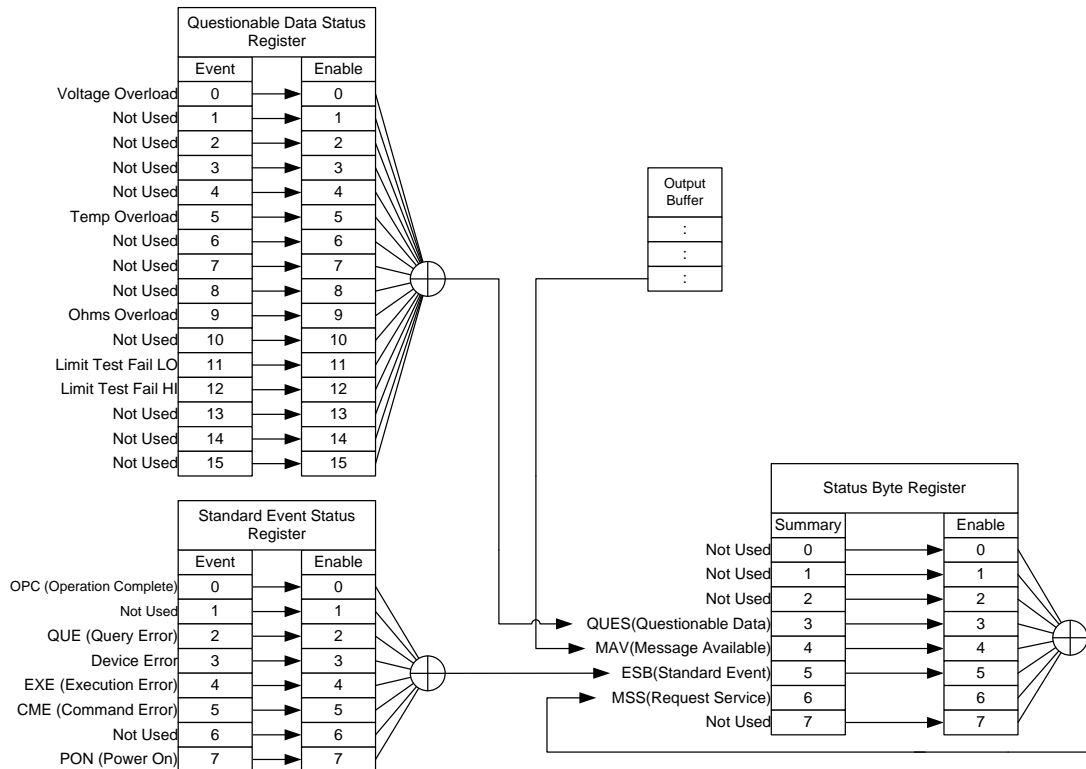 Questionable Data Status
Register
Event Enable
Voltage Overload 0 0
Not Used 1 1
Not Used 2 2
Not Used 3 3
Not Used 4 4
Temp Overload 5 5
Not Used 6 6
Not Used 7 7
Not Used 8 8
Ohms Overload 9 9
Not Used 10 10
Limit Test Fail LO 11 11
Limit Test Fail HI 12 12
Not Used 13 13
Not Used 14 14
Not Used 15 15
Output
Buffer
:
:
:
Standard Event Status
Register
Event Enable
OPC (Operation Complete) 0 0
Not Used 1 1
QUE (Query Error) 2 2
Device Error 3 3
EXE (Execution Error) 4 4
CME (Command Error) 5 5
Not Used 6 6
PON (Power On) 7 7
Status Byte Register
Summary Enable
Not Used 0 0
Not Used 1 1
Not Used 2 2
QUES(Questionable Data) 3 3
MAV(Message Available) 4 4
ESB(Standard Event) 5 5
MSS(Request Service) 6 6
Not Used 7 7